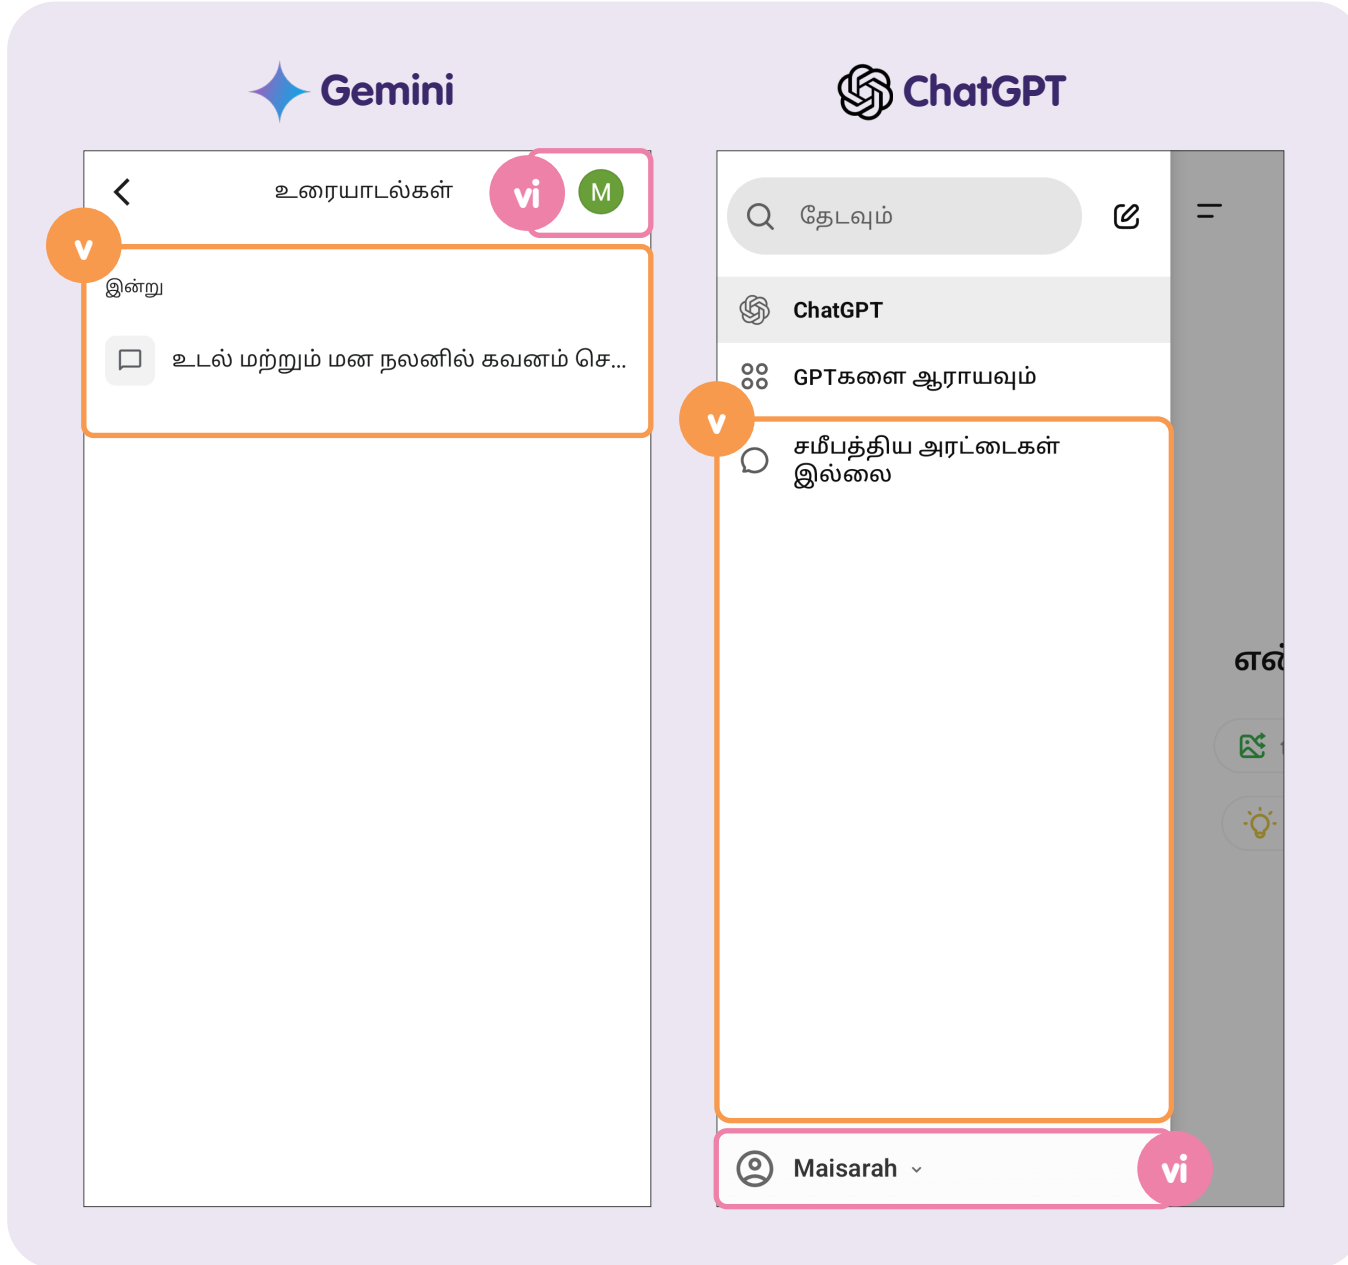 Gemini
உரையாடல்கள்
vi
M
v
இன்று
உடல் மற்றும் மன நலனில் கவனம் செ...
ChatGPT
தேடவும்
ChatGPT
GPTகளை ஆராயவும்
v
சமீபத்திய அரட்டைகள்
இல்லை
Maisarah
vi